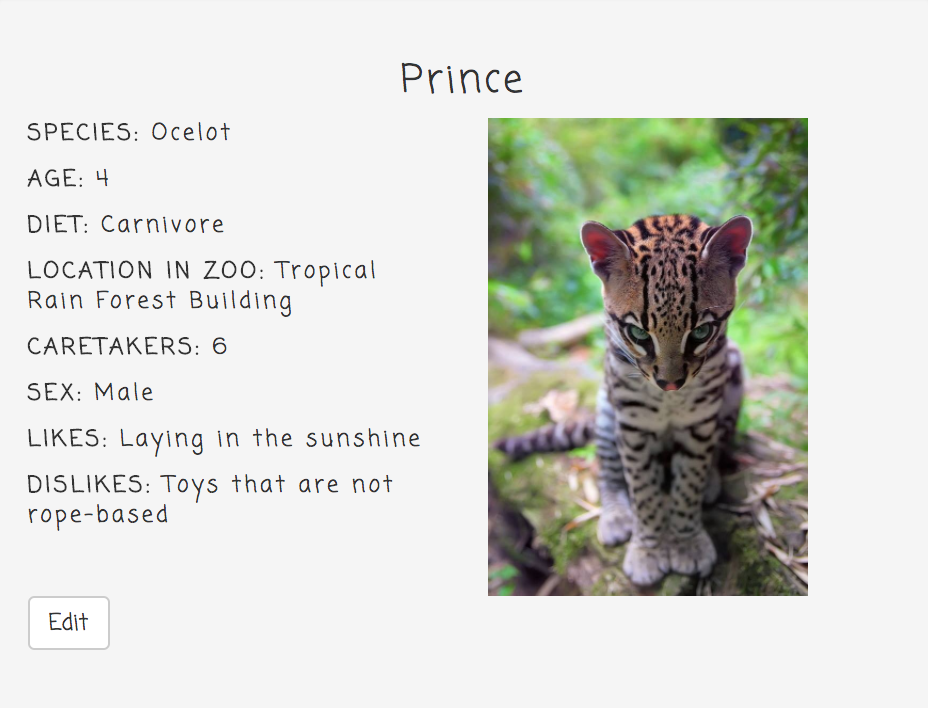 Prince
SPECIES: Ocelot
AGE: 4
DIET: Carnivore
LOCATION IN ZOO: Tropical
Rain Forest Building
CARETAKERS: 6
SEX: Male
LIKES: Laying in the sunshine
DISLIKES: Toys that are not
rope-based
Edit